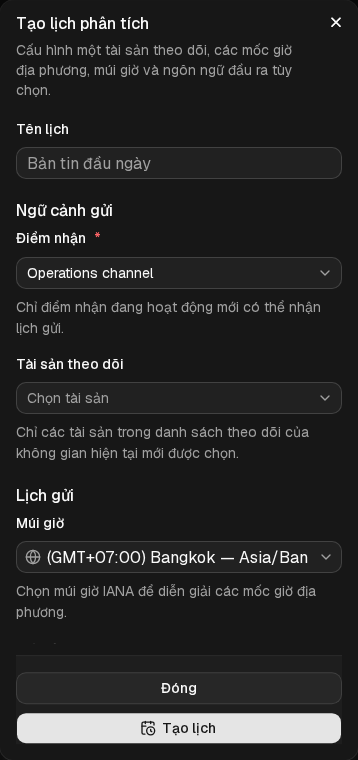 Tạo lịch phân tích
Cấu hình một tài sản theo dõi, các mốc giờ
địa phương, múi giờ và ngôn ngữ đầu ra tùy
chọn.
Tên lịch
Bản tin đầu ngày
Ngữ cảnh gửi
Điểm nhận *
Operations channel
Chỉ điểm nhận đang hoạt động mới có thể nhận
lịch gửi.
Tài sản theo dõi
Chọn tài sản
Chỉ các tài sản trong danh sách theo dõi của
không gian hiện tại mới được chọn.
Lịch gửi
Múi giờ
(GMT+07:00) Bangkok — Asia/Ban
Chọn múi giờ IANA để diễn giải các mốc giờ địa
phương.
Đóng
Tạo lịch